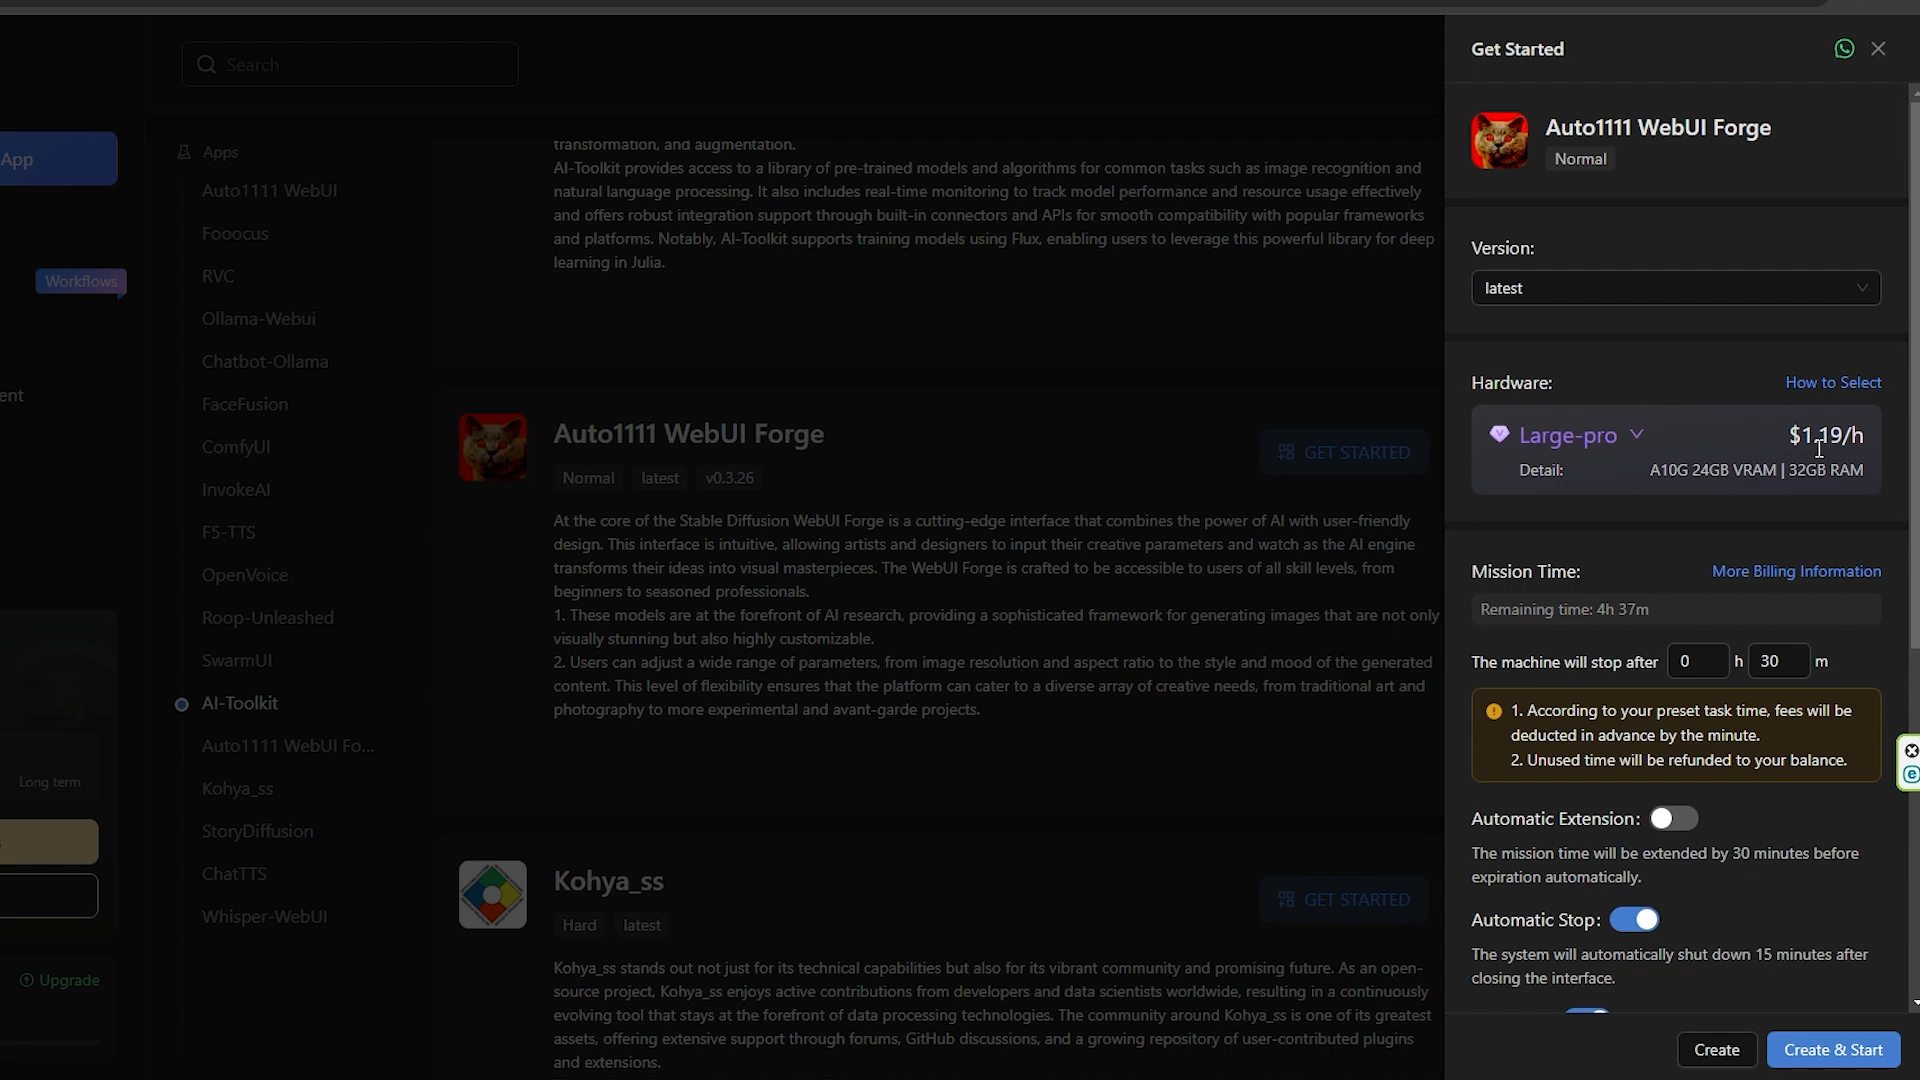 Search
App
Workflows
ent
Long term
Upgrade
Apps
Auto1111 WebUI
Fooocus
RVC
Ollama-Webui
Chatbot-Ollama
FaceFusion
ComfyUI
InvokeAI
F5-TTS
OpenVoice
Roop-Unleashed
SwarmUI
AI-Toolkit
Auto1111 WebUI Fo...
Kohya_ss
StoryDiffusion
ChatTTS
Whisper-WebUI
transformation, and augmentation.
AI-Toolkit provides access to a library of pre-trained models and algorithms for common tasks such as image recognition and
natural language processing. It also includes real-time monitoring to track model performance and resource usage effectively
and offers robust integration support through built-in connectors and APIs for smooth compatibility with popular frameworks
and platforms. Notably, AI-Toolkit supports training models using Flux, enabling users to leverage this powerful library for deep
learning in Julia.
Auto1111 WebUI Forge
GET STARTED
Normal latest v0.3.26
At the core of the Stable Diffusion WebUI Forge is a cutting-edge interface that combines the power of AI with user-friendly
design. This interface is intuitive, allowing artists and designers to input their creative parameters and watch as the AI engine
transforms their ideas into visual masterpieces. The WebUI Forge is crafted to be accessible to users of all skill levels, from
beginners to seasoned professionals.
1. These models are at the forefront of AI research, providing a sophisticated framework for generating images that are not only
visually stunning but also highly customizable.
2. Users can adjust a wide range of parameters, from image resolution and aspect ratio to the style and mood of the generated
content. This level of flexibility ensures that the platform can cater to a diverse array of creative needs, from traditional art and
photography to more experimental and avant-garde projects.
Kohya_ss
GET STARTED
Hard latest
Kohya_ss stands out not just for its technical capabilities but also for its vibrant community and promising future. As an open-
source project, Kohya_ss enjoys active contributions from developers and data scientists worldwide, resulting in a continuously
evolving tool that stays at the forefront of data processing technologies. The community around Kohya_ss is one of its greatest
assets, offering extensive support through forums, GitHub discussions, and a growing repository of user-contributed plugins
and extensions.
Get Started
Auto1111 WebUI Forge
Normal
Version:
latest
Hardware: How to Select
Large-pro $1.19/h
Detail: A10G 24GB VRAM | 32GB RAM
Mission Time: More Billing Information
Remaining time: 4h 37m
The machine will stop after 0 h 30 m
1. According to your preset task time, fees will be
deducted in advance by the minute.
2. Unused time will be refunded to your balance.
Automatic Extension:
The mission time will be extended by 30 minutes before
expiration automatically.
Automatic Stop:
The system will automatically shut down 15 minutes after
closing the interface.
Create Create & Start